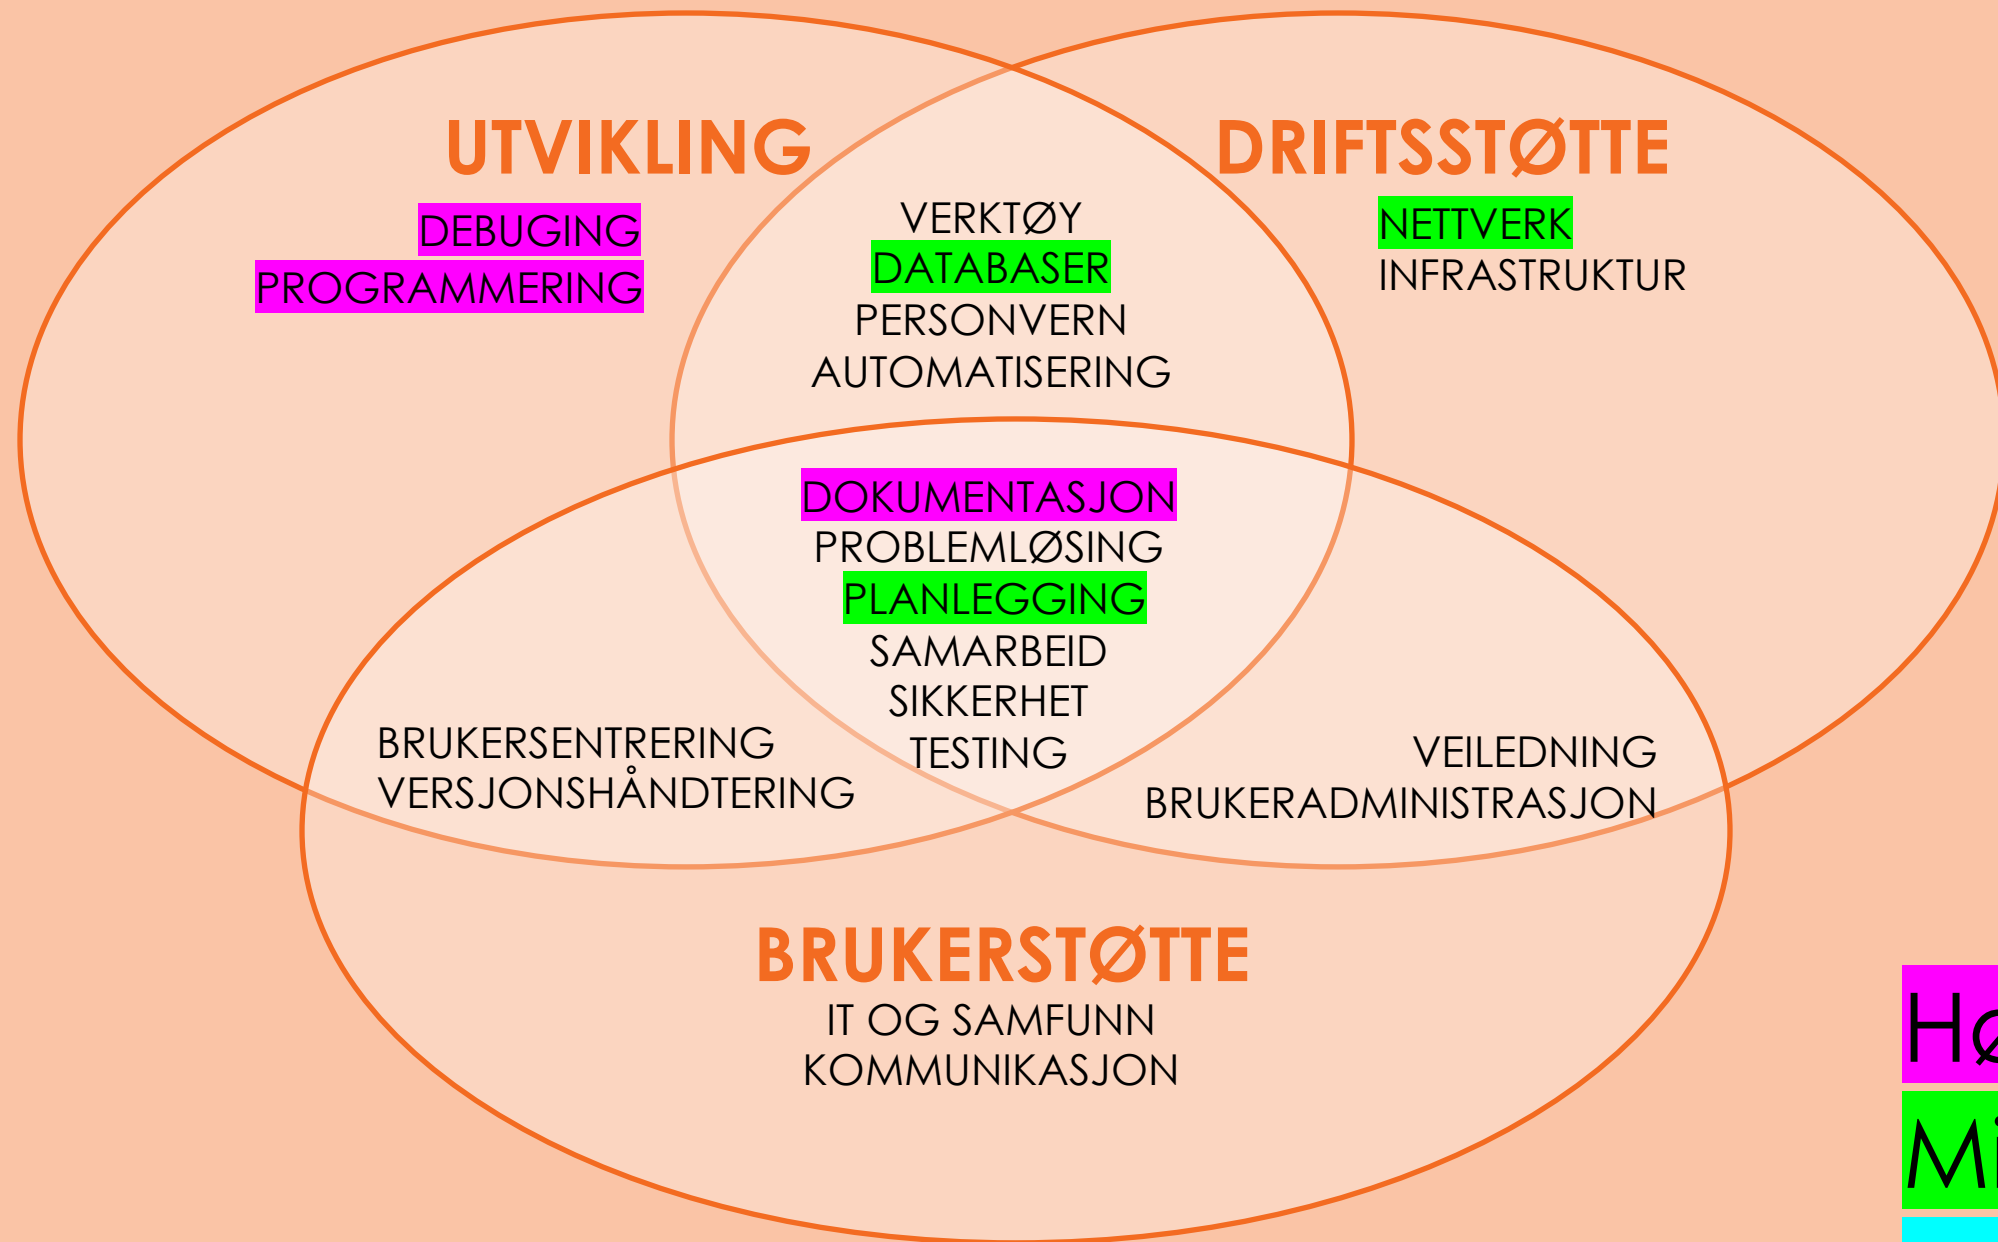 UTVIKLING
DEBUGING
PROGRAMMERING
DRIFTSSTØTTE
NETTVERK
INFRASTRUKTUR
VERKTØY
DATABASER
PERSONVERN
AUTOMATISERING
DOKUMENTASJON
PROBLEMLØSING
PLANLEGGING
SAMARBEID
SIKKERHET
TESTING
BRUKERSENTRERING
VERSJONSHÅNDTERING
VEILEDNING
BRUKERADMINISTRASJON
BRUKERSTØTTE
IT OG SAMFUNN
KOMMUNIKASJON